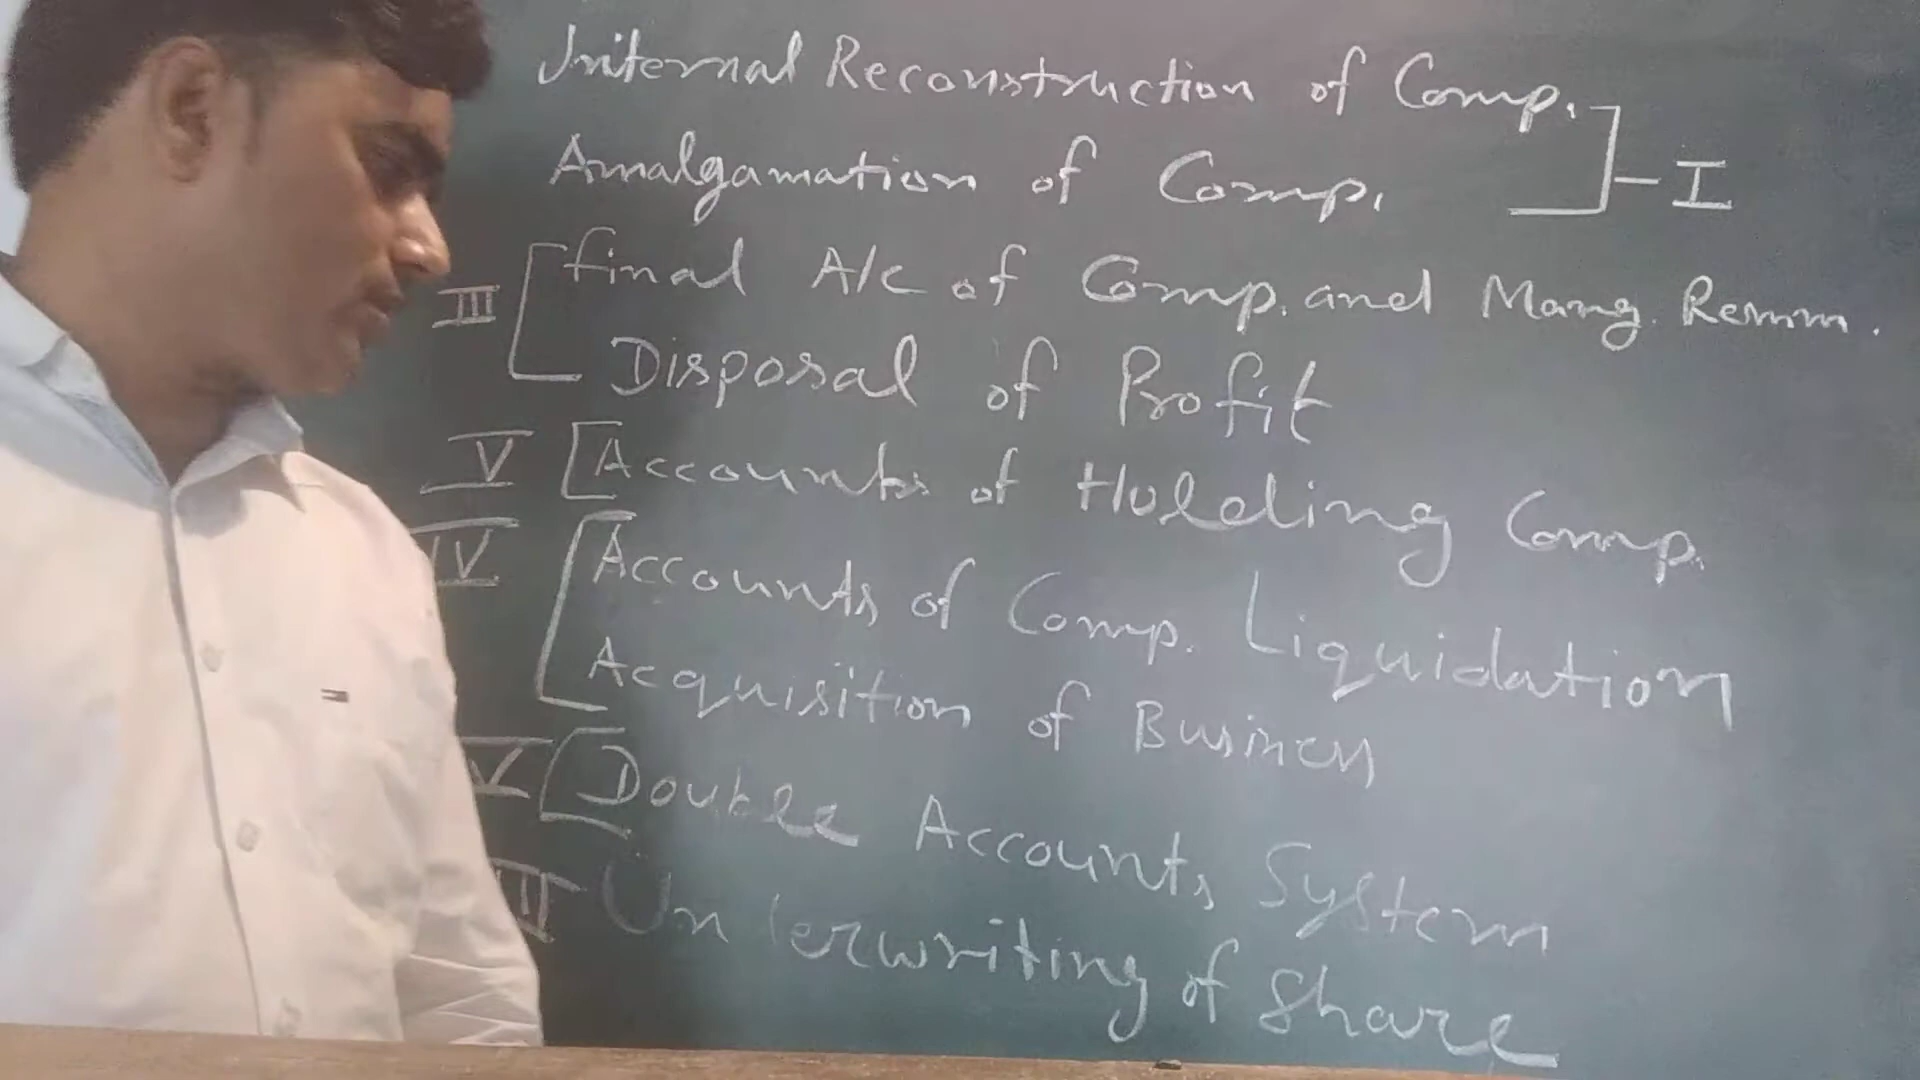 Internal Reconstruction of Comp.
Amalgamation of Comp. I
III Final A/c of Comp. and Mang. Remm.
Disposal of Profit
V Accounts of Holding Comp.
IV Accounts of Comp. Liquidation
Acquisition of Business
V Double Accounts System
Underwriting of Share